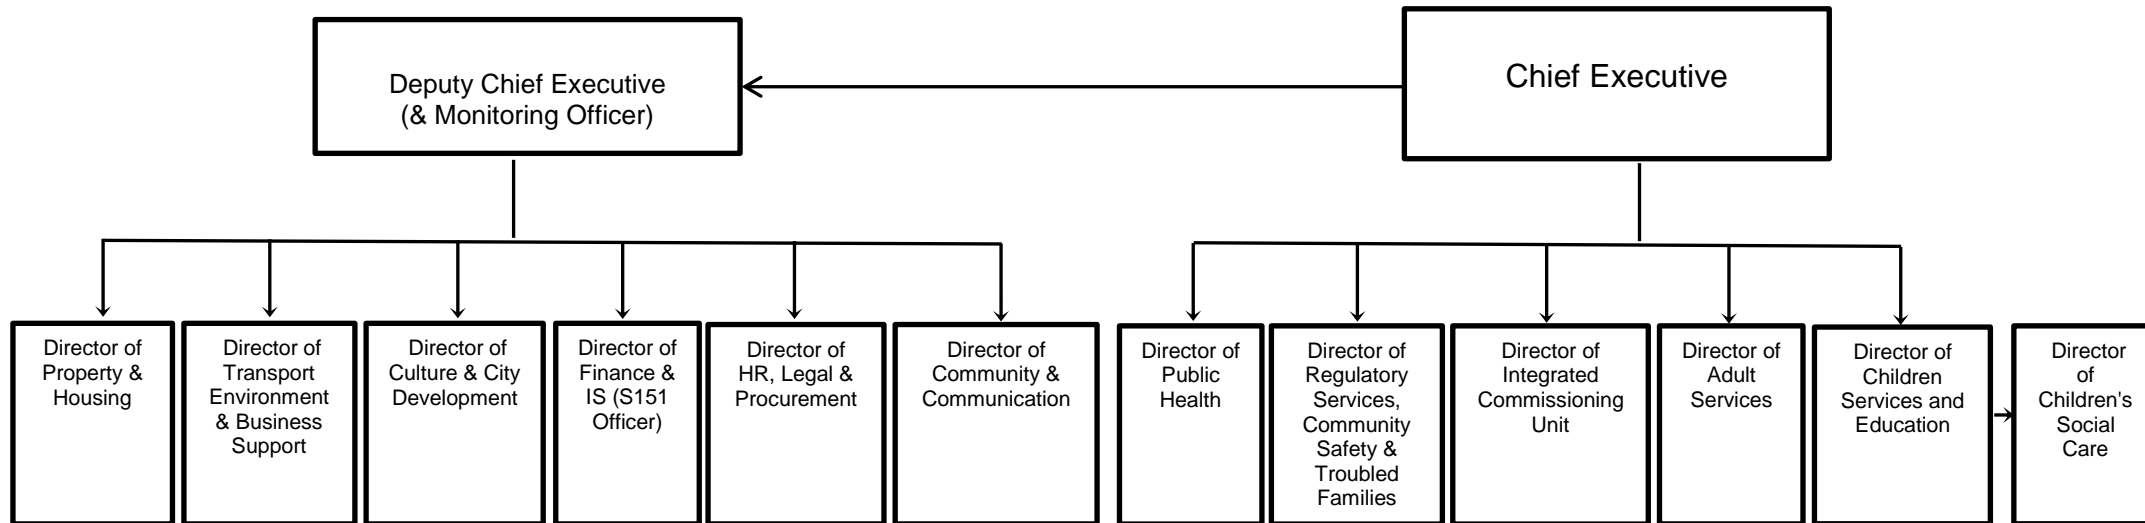 Deputy Chief Executive
(& Monitoring Officer)
Chief Executive
Director of
Property &
Housing
Director of
Transport
Environment
& Business
Support
Director of
Culture & City
Development
Director of
Finance &
IS (S151
Officer)
Director of
HR, Legal &
Procurement
Director of
Community &
Communication
Director of
Public
Health
Director of
Regulatory
Services,
Community
Safety &
Troubled
Families
Director of
Integrated
Commissioning
Unit
Director of
Adult
Services
Director of
Children
Services and
Education
Director
of
Children's
Social
Care